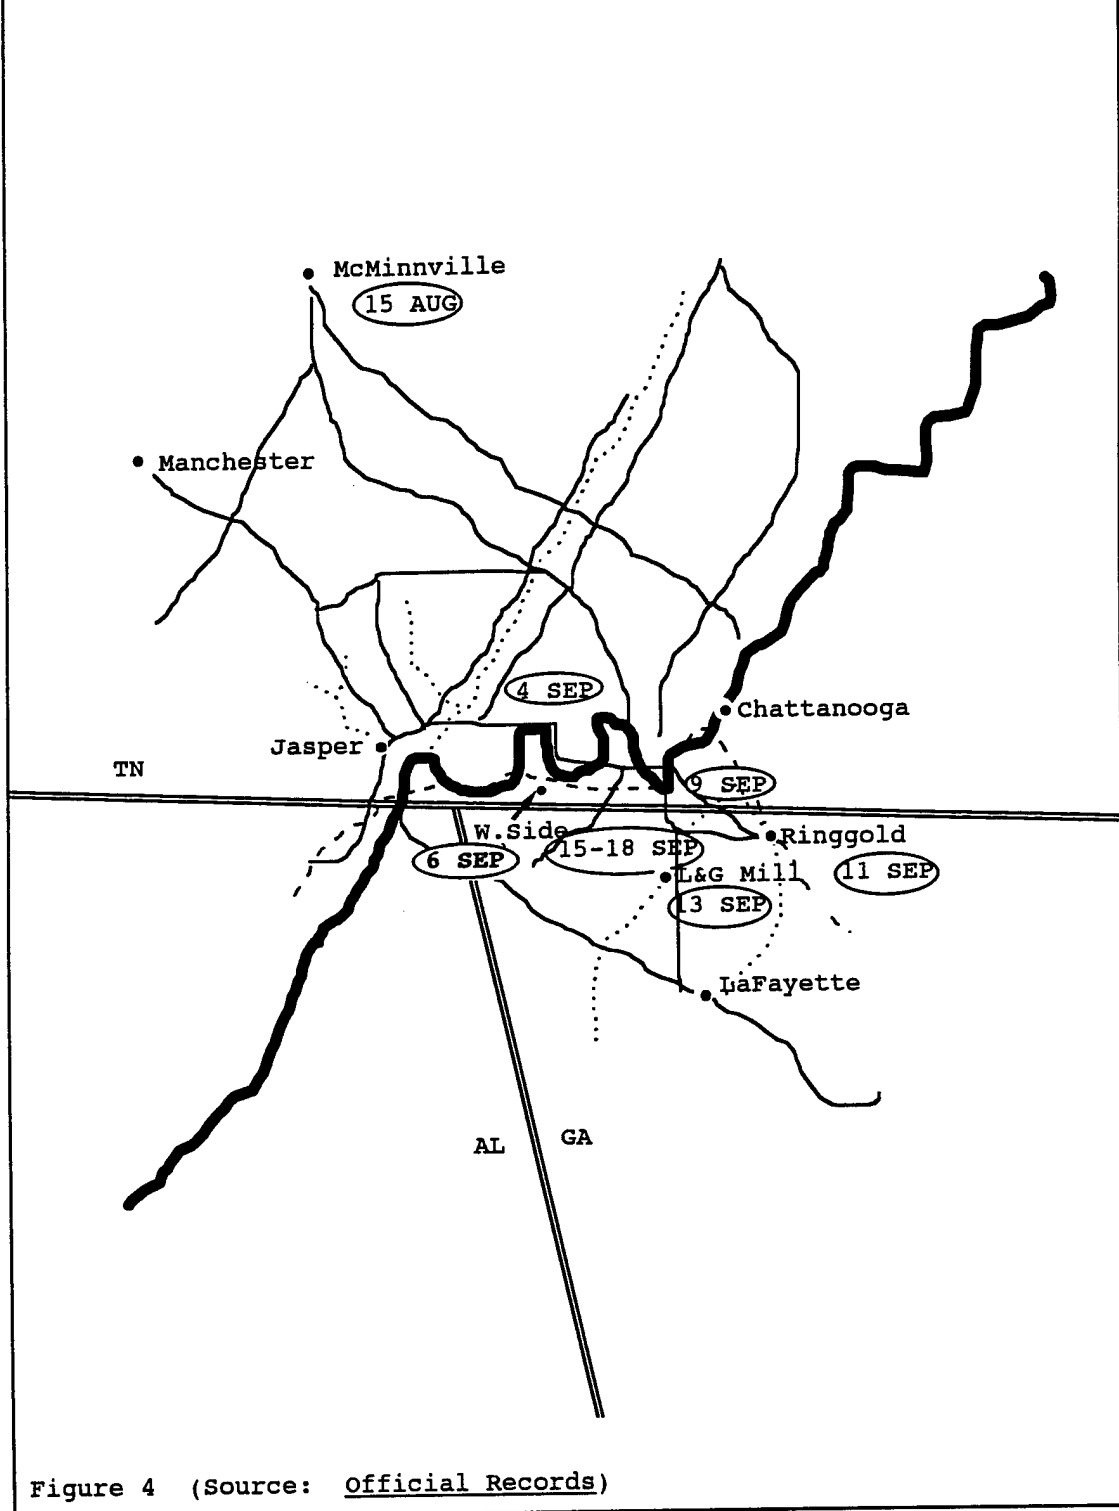 McMinnville
15 AUG
Manchester
4 SEP
Chattanooga
Jasper
TN
9 SEP
W.Side
Ringgold
15-18 SEP
6 SEP
L&G Mill
11 SEP
13 SEP
LaFayette
AL
GA
Figure 4 (Source: Official Records)